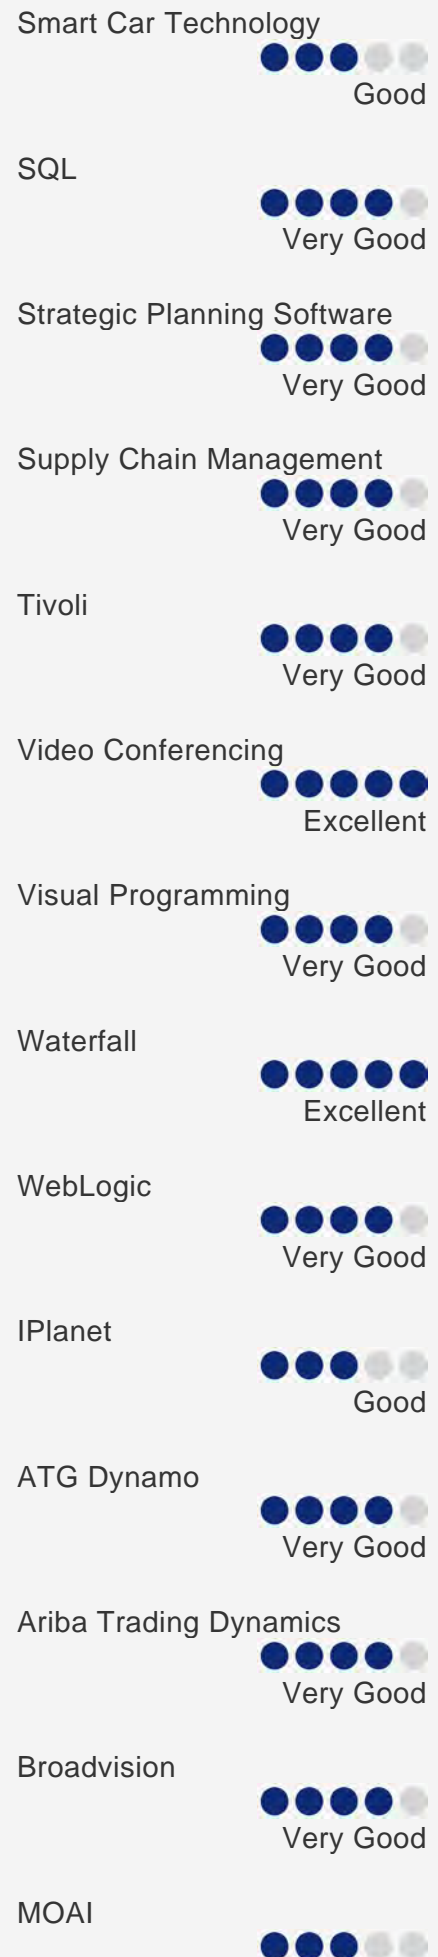 Smart Car Technology
Good
SQL
Very Good
Strategic Planning Software
Very Good
Supply Chain Management
Very Good
Tivoli
Very Good
Video Conferencing
Excellent
Visual Programming
Very Good
Waterfall
Excellent
WebLogic
Very Good
IPlanet
Good
ATG Dynamo
Very Good
Ariba Trading Dynamics
Very Good
Broadvision
Very Good
MOAI